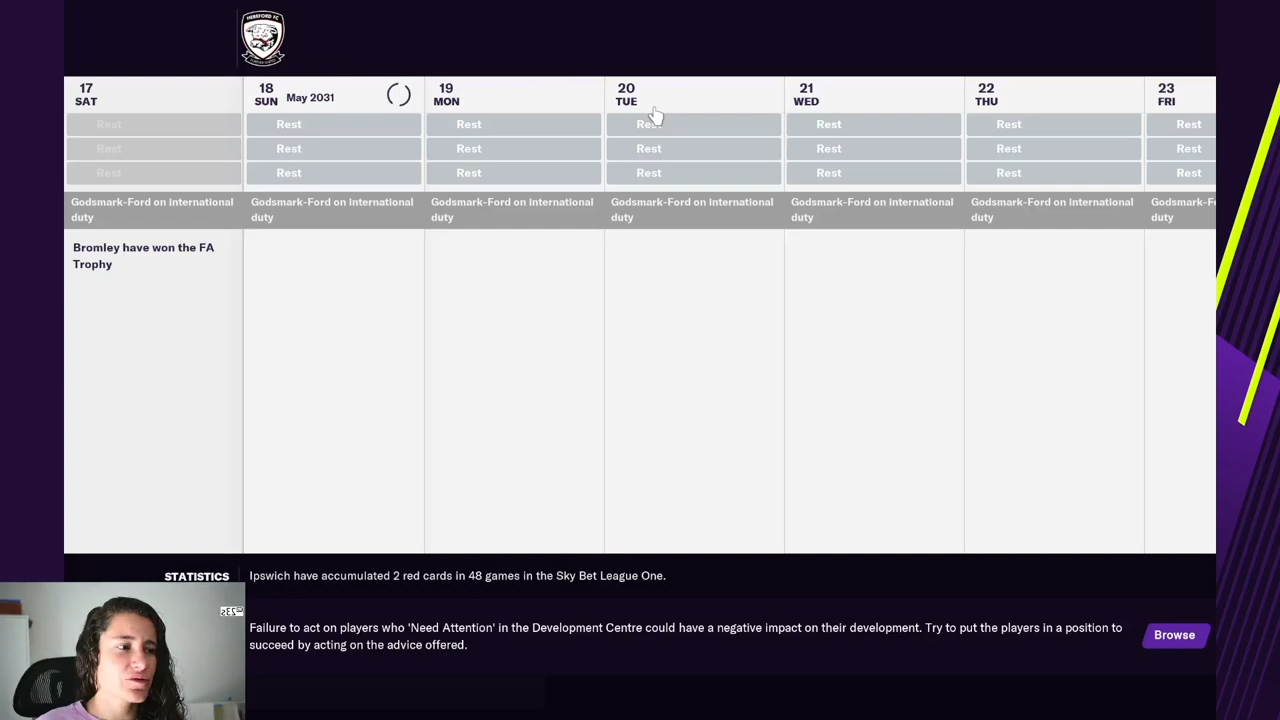 HEREFORD FC
17
SAT
18
SUN May 2031
19
MON
20
TUE
21
WED
22
THU
23
FRI
Rest Rest Rest Rest Rest Rest Rest
Rest Rest Rest Rest Rest Rest Rest
Rest Rest Rest Rest Rest Rest Rest
Godsmark-Ford on international
duty
Godsmark-Ford on international
duty
Godsmark-Ford on international
duty
Godsmark-Ford on international
duty
Godsmark-Ford on international
duty
Godsmark-Ford on international
duty
Godsmark-F
duty
Bromley have won the FA
Trophy
STATISTICS
Ipswich have accumulated 2 red cards in 48 games in the Sky Bet League One.
Failure to act on players who 'Need Attention' in the Development Centre could have a negative impact on their development. Try to put the players in a position to
succeed by acting on the advice offered.
Browse